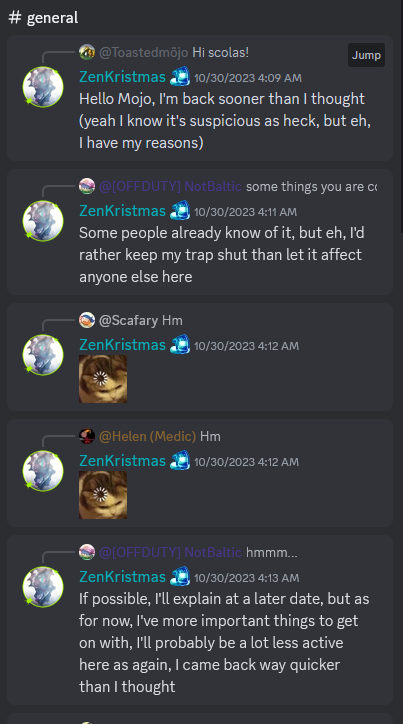 # general
@Toastedmōjo Hi scolas!
Jump
ZenKristmas 10/30/2023 4:09 AM
Hello Mojo, I'm back sooner than I thought
(yeah I know it's suspicious as heck, but eh,
I have my reasons)
@[OFFDUTY] NotBaltic some things you are co
ZenKristmas 10/30/2023 4:11 AM
Some people already know of it, but eh, I'd
rather keep my trap shut than let it affect
anyone else here
@Scafary Hm
ZenKristmas 10/30/2023 4:12 AM
@Helen (Medic) Hm
ZenKristmas 10/30/2023 4:12 AM
@[OFFDUTY] NotBaltic hmmm...
ZenKristmas 10/30/2023 4:13 AM
If possible, I'll explain at a later date, but as
for now, I've more important things to get
on with, I'll probably be a lot less active
here as again, I came back way quicker
than I thought